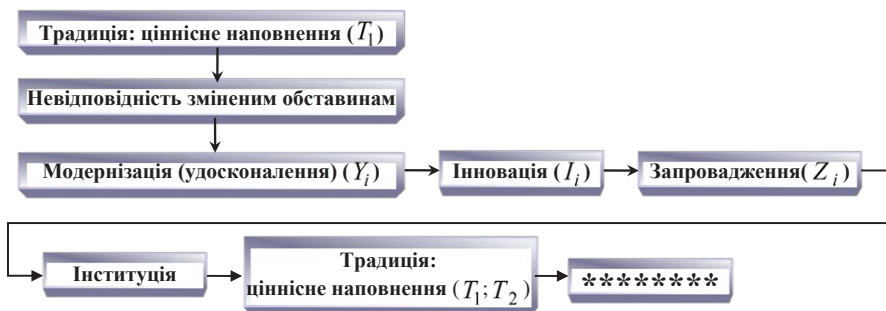 Традиція: ціннісне наповнення (T₁)
Невідповідність зміненим обставинам
Модернізація (удосконалення) (Yᵢ)
Інновація (Iᵢ)
Запровадження( Zᵢ )
Інституція
Традиція:
ціннісне наповнення (T₁; T₂)
********